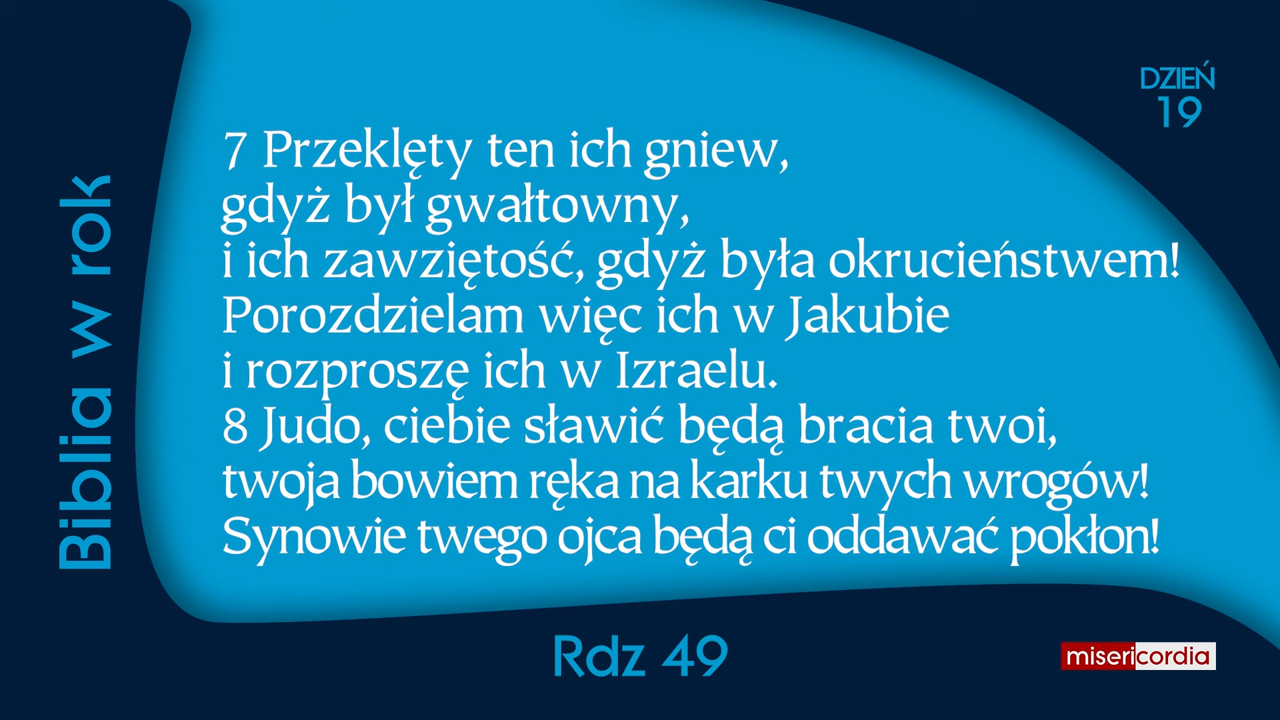 DZIEŃ
19
7 Przeklęty ten ich gniew,
gdyż był gwałtowny,
i ich zawziętość, gdyż była okrucieństwem!
Porozdzielam więc ich w Jakubie
i rozproszę ich w Izraelu.
8 Judo, ciebie sławić będą bracia twoi,
twoja bowiem ręka na karku twych wrogów!
Synowie twego ojca będą ci oddawać pokłon!
Biblia w rok
Rdz 49
misericordia